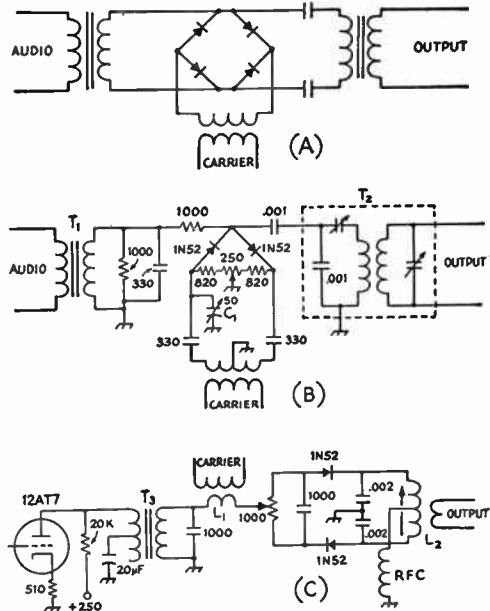 AUDIO
OUTPUT
CARRIER
(A)
T1
1000
.001
T2
1N52
1N52
AUDIO
1000
330
250
820
820
.001
OUTPUT
50
C1
330
330
CARRIER
(B)
CARRIER
1N52
12AT7
T3
L1
1000
1000
1000
.002
.002
OUTPUT
20K
20µF
510
+250
1N52
L2
RFC
(C)